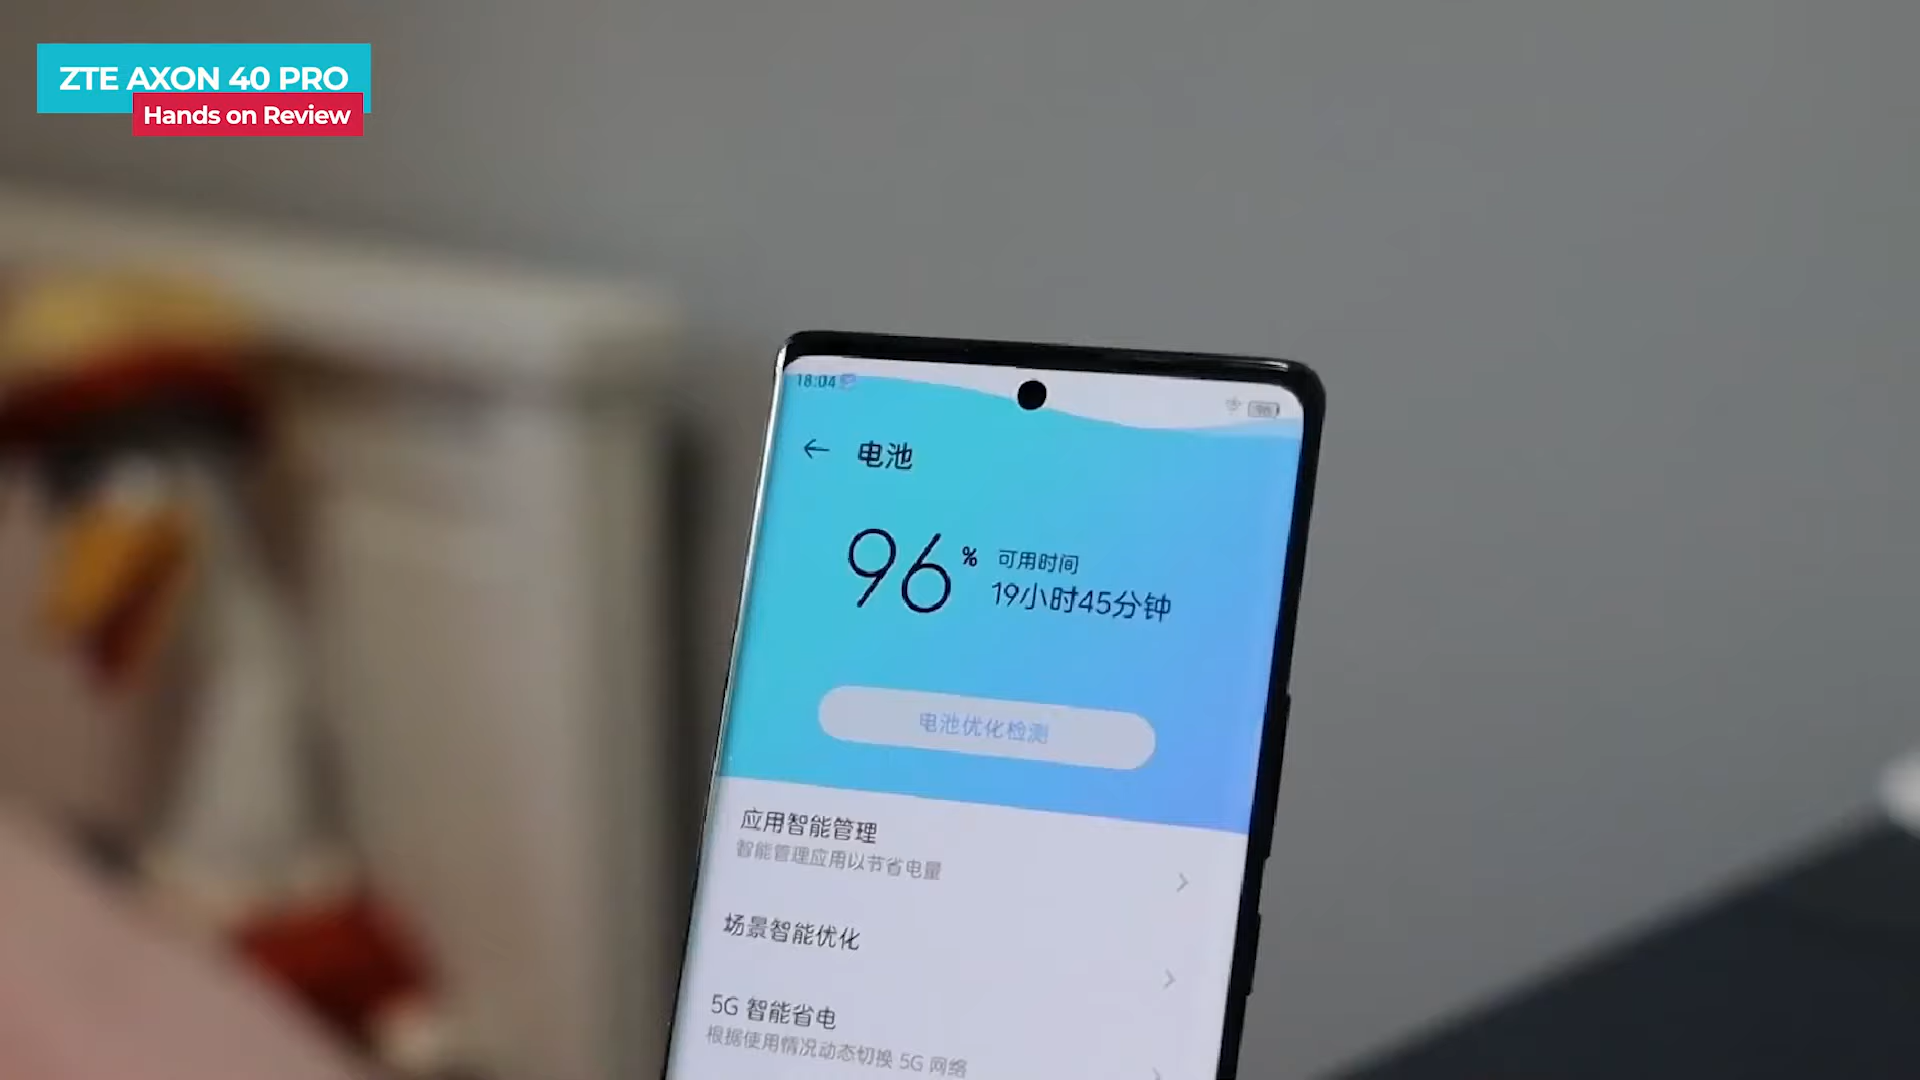 ZTE AXON 40 PRO
Hands on Review
18:04
96
电池
96%
可用时间
19小时45分钟
电池优化检测
应用智能管理
智能管理应用以节省电量
场景智能优化
5G 智能省电
根据使用情况动态切换 5G 网络